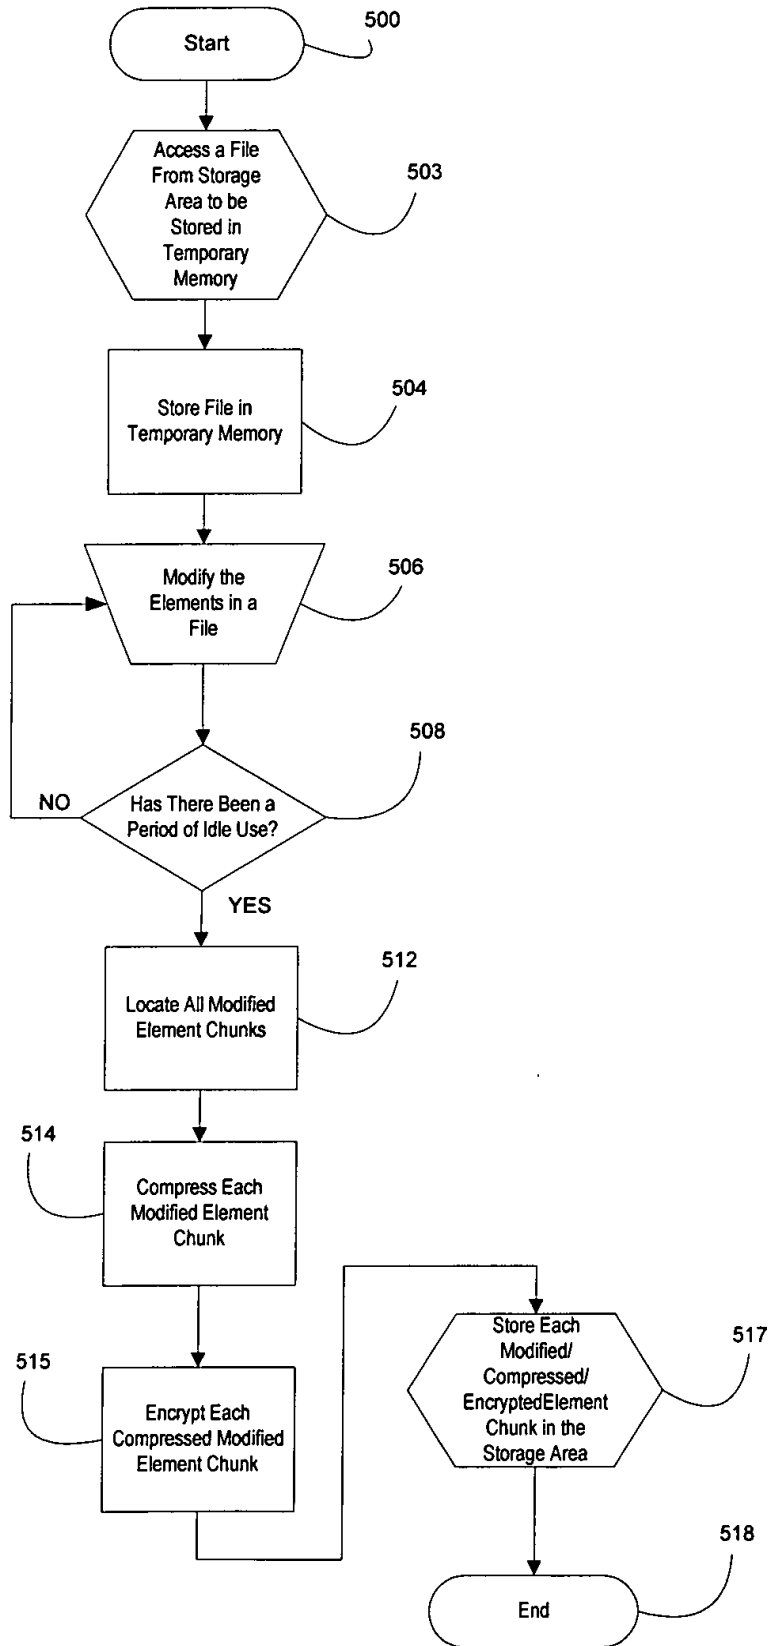 Start
500
Access a File
From Storage
Area to be
Stored in
Temporary
Memory
503
Store File in
Temporary Memory
504
Modify the
Elements in a
File
506
Has There Been a
Period of Idle Use?
508
NO
YES
Locate All Modified
Element Chunks
512
514
Compress Each
Modified Element
Chunk
515
Encrypt Each
Compressed Modified
Element Chunk
Store Each
Modified/
Compressed/
EncryptedElement
Chunk in the
Storage Area
517
End
518